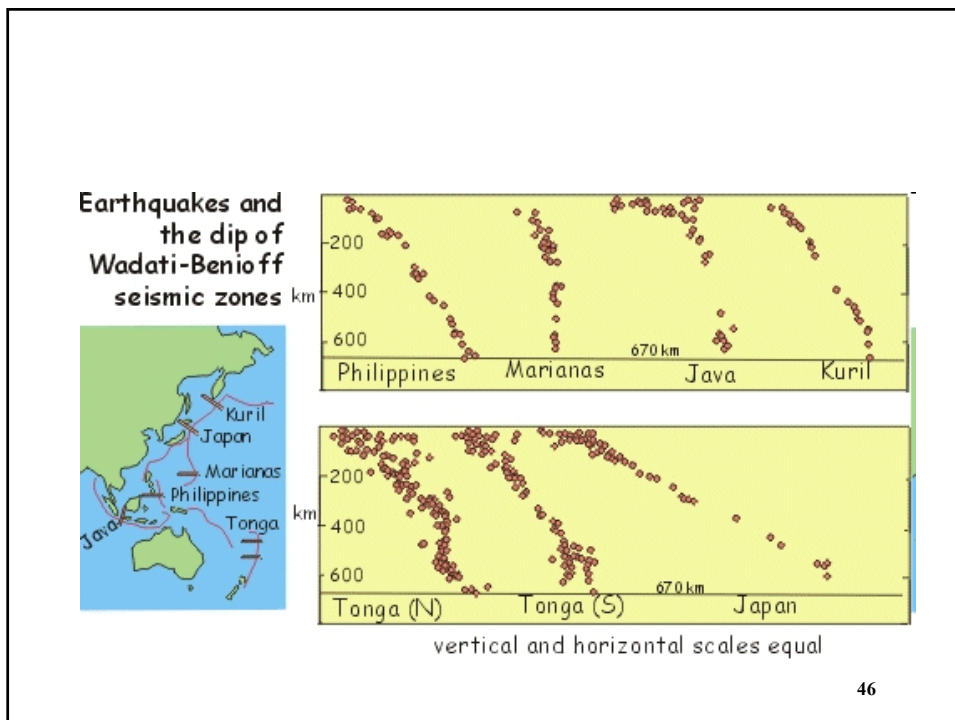 Earthquakes and
the dip of
Wadati-Benioff
seismic zones
km
200
400
600
670 km
Philippines
Marianas
Java
Kuril
Kuril
Japan
Marianas
Philippines
Java
Tonga
km
200
400
600
670 km
Tonga (N)
Tonga (S)
Japan
vertical and horizontal scales equal
46